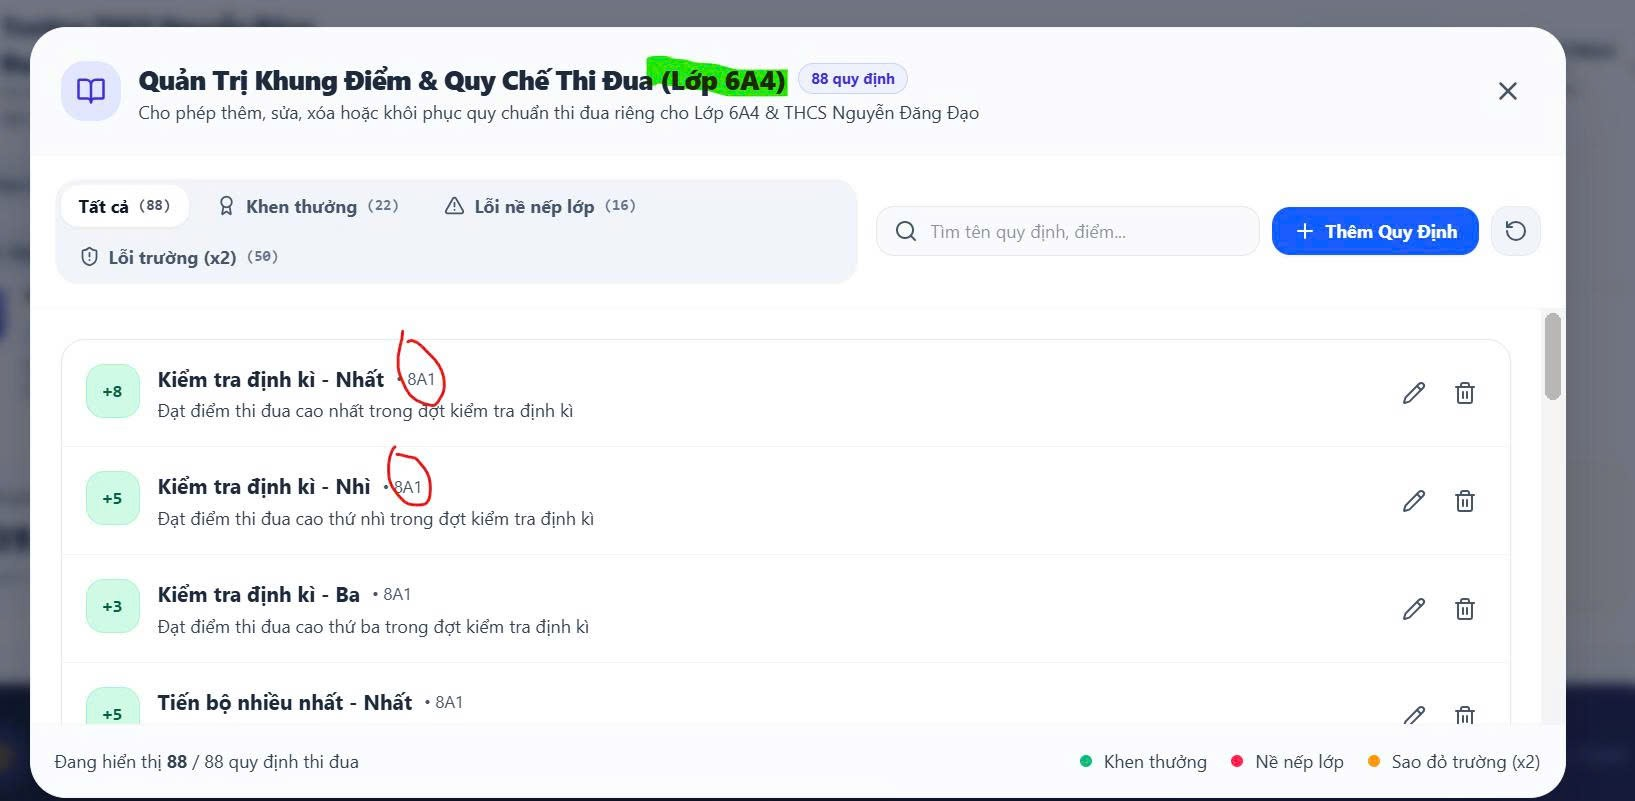 Quản Trị Khung Điểm & Quy Chế Thi Đua (Lớp 6A4) 88 quy định
Cho phép thêm, sửa, xóa hoặc khôi phục quy chuẩn thi đua riêng cho Lớp 6A4 & THCS Nguyễn Đăng Đạo
Tất cả (88) Khen thưởng (22) Lỗi nề nếp lớp (16)
Lỗi trường (x2) (50)
Tìm tên quy định, điểm...
+ Thêm Quy Định
+8 Kiểm tra định kì - Nhất • 8A1
Đạt điểm thi đua cao nhất trong đợt kiểm tra định kì
+5 Kiểm tra định kì - Nhì • 8A1
Đạt điểm thi đua cao thứ nhì trong đợt kiểm tra định kì
+3 Kiểm tra định kì - Ba • 8A1
Đạt điểm thi đua cao thứ ba trong đợt kiểm tra định kì
+5 Tiến bộ nhiều nhất - Nhất • 8A1
Đang hiển thị 88 / 88 quy định thi đua
Khen thưởng Nề nếp lớp Sao đỏ trường (x2)